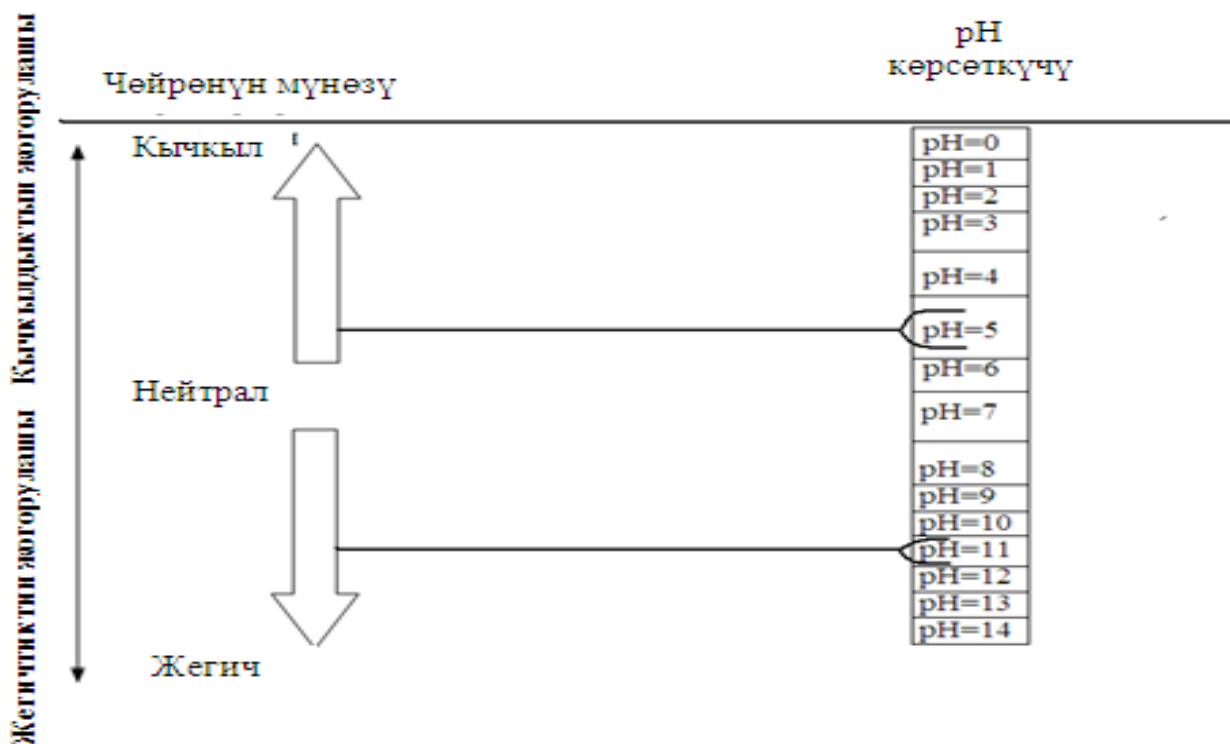 Кычкылдыктын жогорулашы
Жегичтиктин жогорулашы
Чөйрөнүн мүнөзү
pH
көрсөткүчү
Кычкыл
Нейтрал
Жегич
pH=0
pH=1
pH=2
pH=3
pH=4
pH=5
pH=6
pH=7
pH=8
pH=9
pH=10
pH=11
pH=12
pH=13
pH=14